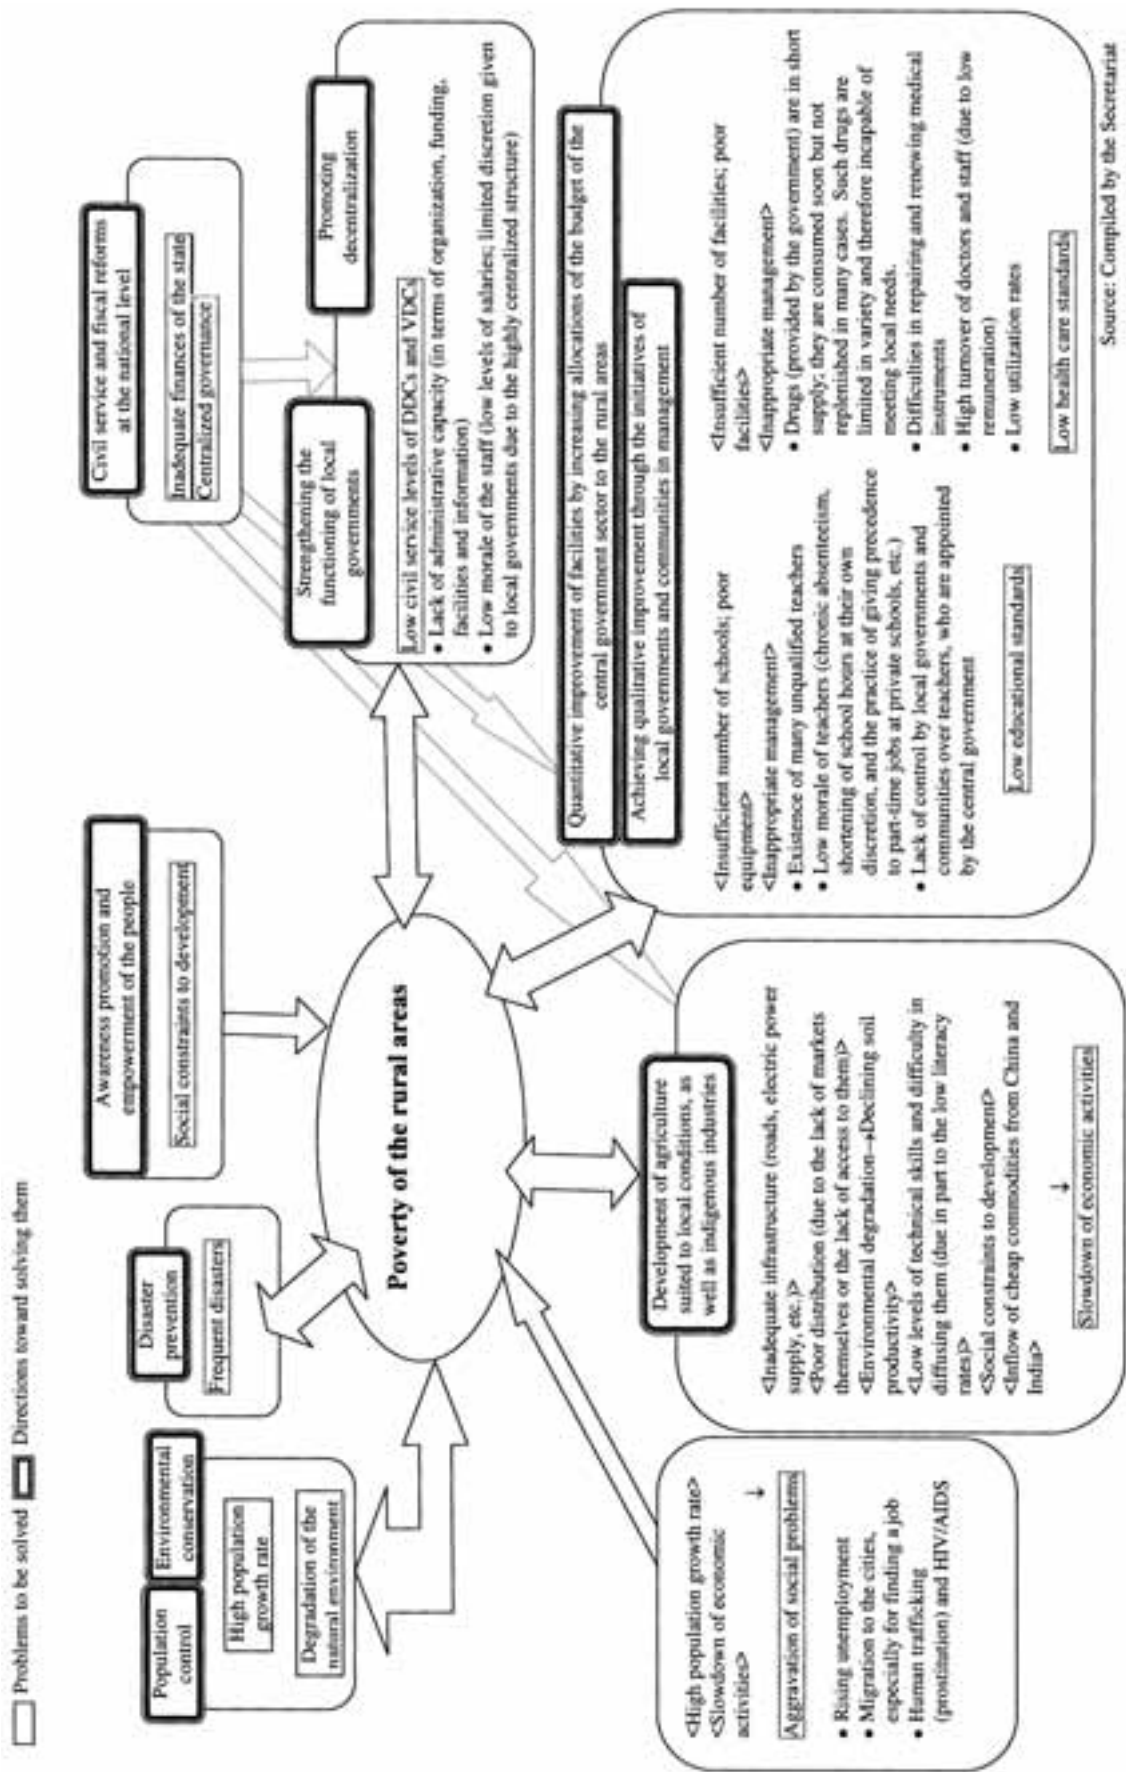 Problems to be solved
Directions toward solving them
Population
control
Environmental
conservation
High population
growth rate
Degradation of the
natural environment
Disaster
prevention
Frequent disasters
Awareness promotion and
empowerment of the people
Social constraints to development
Civil service and fiscal reforms
at the national level
Inadequate finances of the state
Centralized governance
Strengthening the
functioning of local
governments
Promoting
decentralization
Low civil service levels of DDCs and VDCs
• Lack of administrative capacity (in terms of organization, funding,
facilities and information)
• Low morale of the staff (low levels of salaries; limited discretion given
to local governments due to the highly centralized structure)
Poverty of the rural areas
<High population growth rate>
<Slowdown of economic
activities>
↓
Aggravation of social problems
• Rising unemployment
• Migration to the cities,
especially for finding a job
• Human trafficking
(prostitution) and HIV/AIDS
Development of agriculture
suited to local conditions, as
well as indigenous industries
<Inadequate infrastructure (roads, electric power
supply, etc.)>
<Poor distribution (due to the lack of markets
themselves or the lack of access to them)>
<Environmental degradation→Declining soil
productivity>
<Low levels of technical skills and difficulty in
diffusing them (due in part to the low literacy
rates)>
<Social constraints to development>
<Inflow of cheap commodities from China and
India>
↓
Slowdown of economic activities
Quantitative improvement of facilities by increasing allocations of the budget of the
central government sector to the rural areas
Achieving qualitative improvement through the initiatives of
local governments and communities in management
<Insufficient number of schools; poor
equipment>
<Inappropriate management>
• Existence of many unqualified teachers
• Low morale of teachers (chronic absenteeism,
shortening of school hours at their own
discretion, and the practice of giving precedence
to part-time jobs at private schools, etc.)
• Lack of control by local governments and
communities over teachers, who are appointed
by the central government
Low educational standards
<Insufficient number of facilities; poor
facilities>
<Inappropriate management>
• Drugs (provided by the government) are in short
supply; they are consumed soon but not
replenished in many cases. Such drugs are
limited in variety and therefore incapable of
meeting local needs.
• Difficulties in repairing and renewing medical
instruments
• High turnover of doctors and staff (due to low
remuneration)
• Low utilization rates
Low health care standards
Source: Compiled by the Secretariat